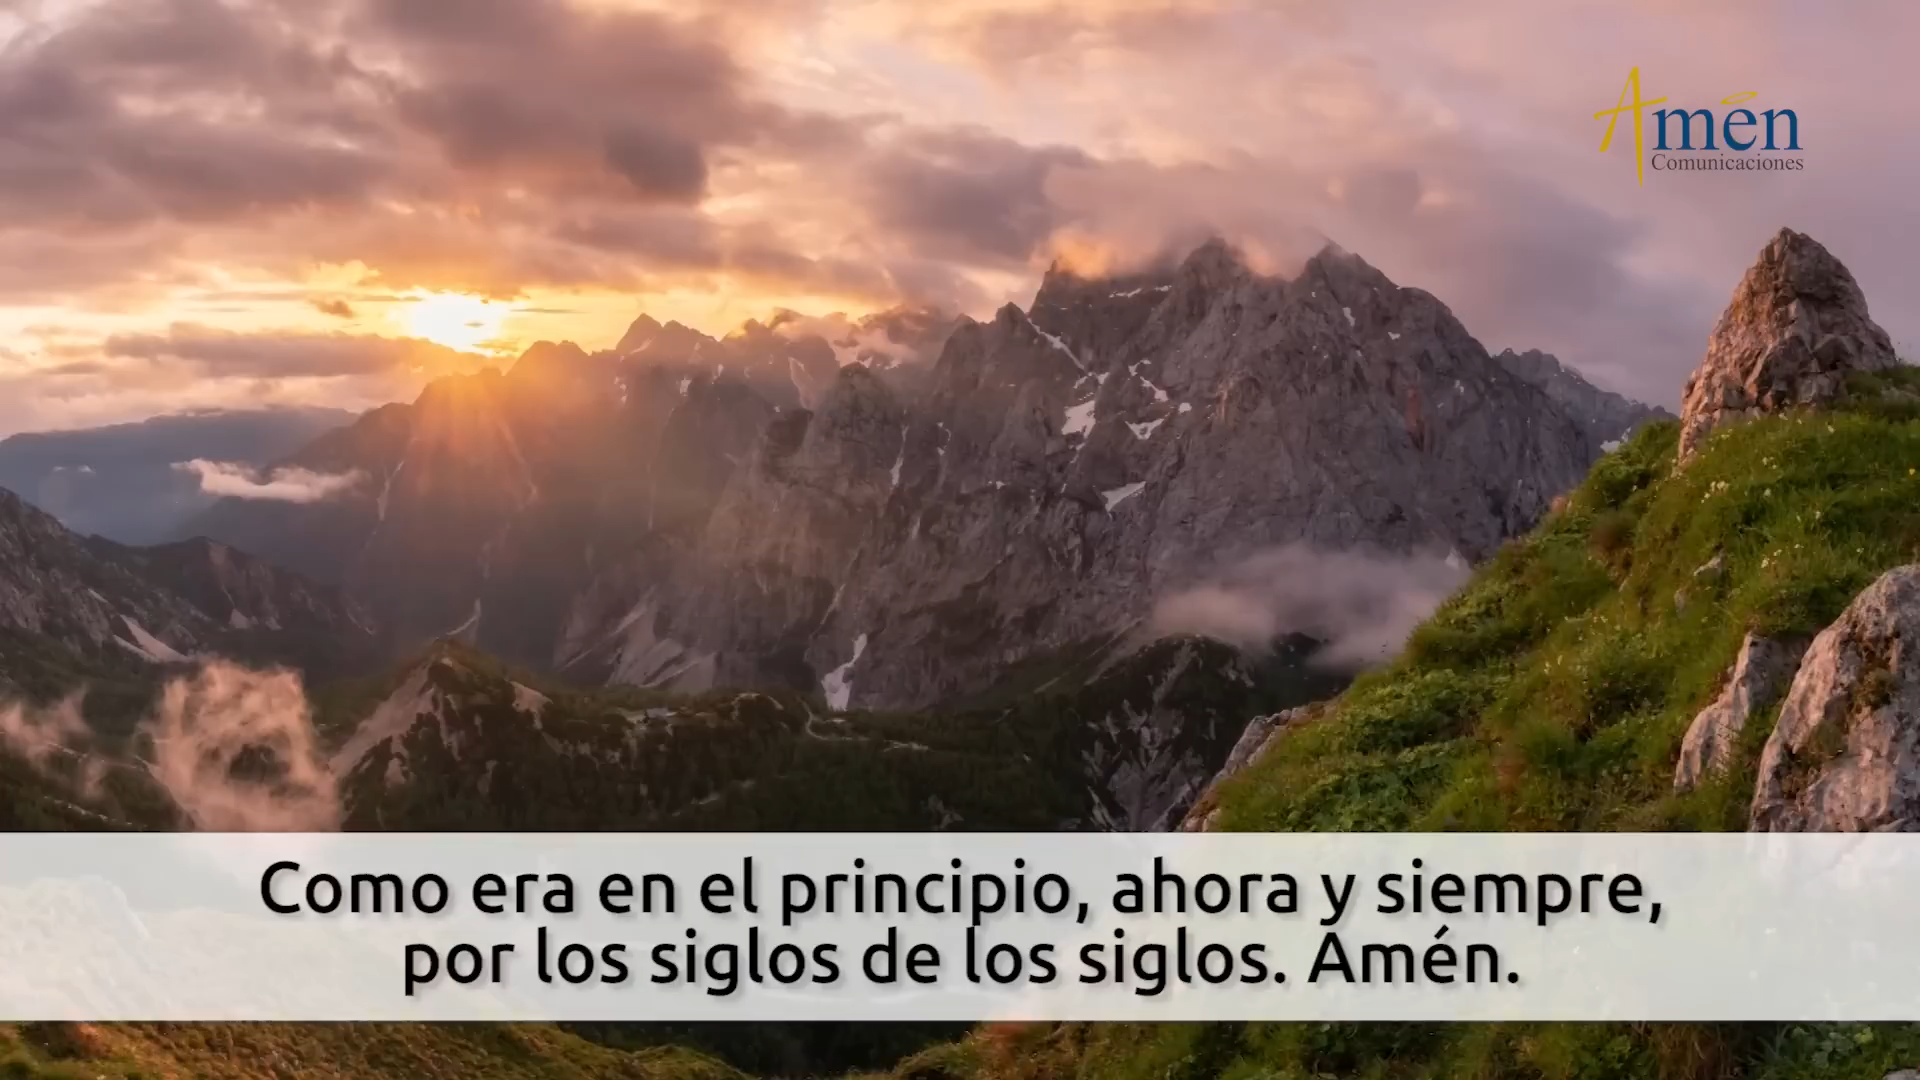 Amén
Comunicaciones
Como era en el principio, ahora y siempre,
por los siglos de los siglos. Amén.